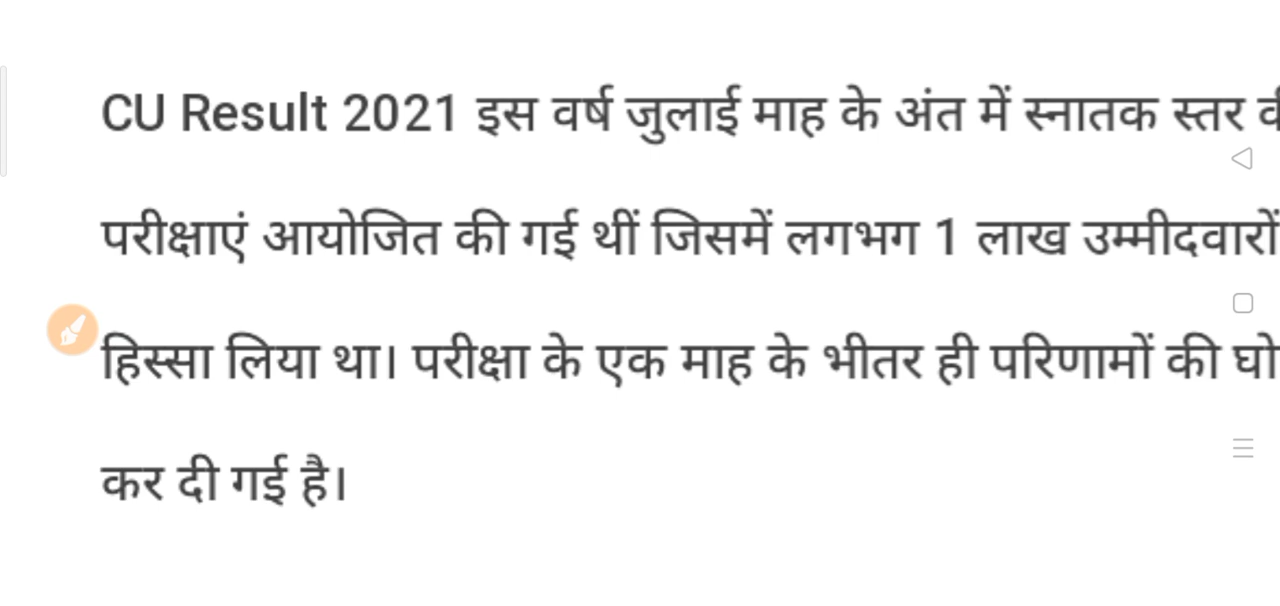 CU Result 2021 इस वर्ष जुलाई माह के अंत में स्नातक स्तर
परीक्षाएं आयोजित की गई थीं जिसमें लगभग 1 लाख उम्मीदवारों
हिस्सा लिया था। परीक्षा के एक माह के भीतर ही परिणामों की
कर दी गई है।